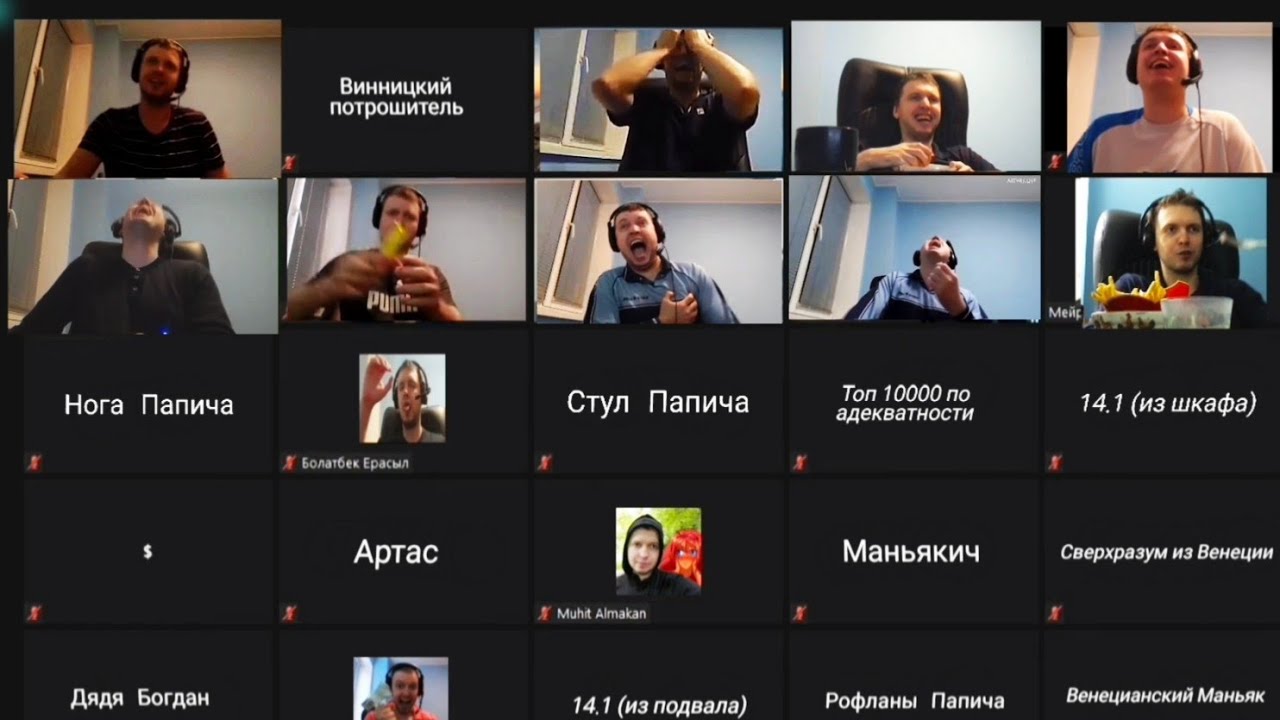 Винницкий
потрошитель
PUM
Мейр
Нога Папича
Болатбек Ерасыл
Стул Папича
Топ 10000 по
адекватности
14.1 (из шкафа)
$
Артас
Muhit Almakan
Маньякич
Сверхразум из Венеции
Дядя Богдан
14.1 (из подвала)
Рофланы Папича
Венецианский Маньяк